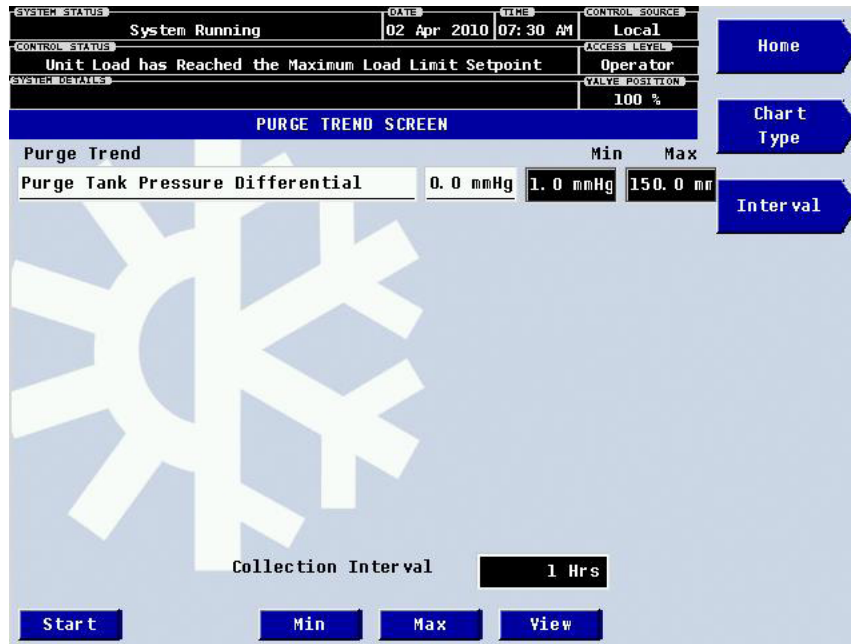 SYSTEM STATUS
System Running
DATE
02 Apr 2010
TIME
07:30 AM
CONTROL SOURCE
Local
CONTROL STATUS
Unit Load has Reached the Maximum Load Limit Setpoint
ACCESS LEVEL
Operator
SYSTEM DETAILS
VALVE POSITION
100 %
PURGE TREND SCREEN
Home
Chart
Type
Interval
Purge Trend Min Max
Purge Tank Pressure Differential 0.0 mmHg 1.0 mmHg 150.0 mm
Collection Interval 1 Hrs
Start Min Max View